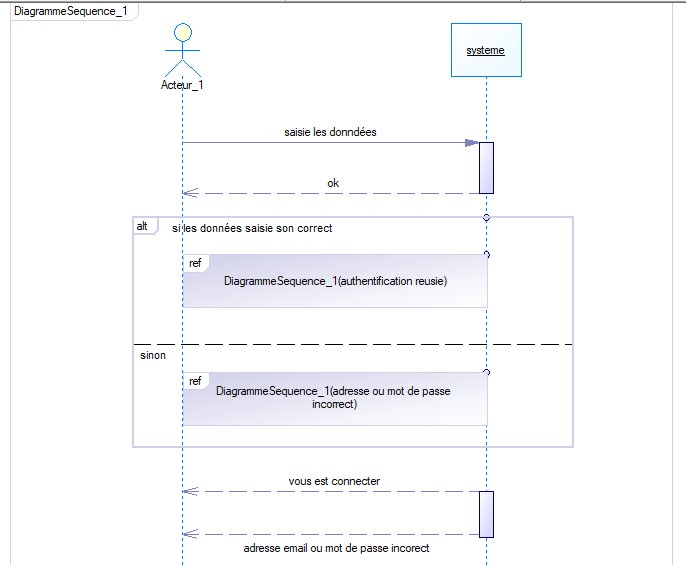 DiagrammeSequence_1
systeme
Acteur_1
saisie les donndées
ok
alt
si les données saisie son correct
ref
DiagrammeSequence_1(authentification reusie)
sinon
ref
DiagrammeSequence_1(adresse ou mot de passe
incorrect)
vous est connecter
adresse email ou mot de passe incorect